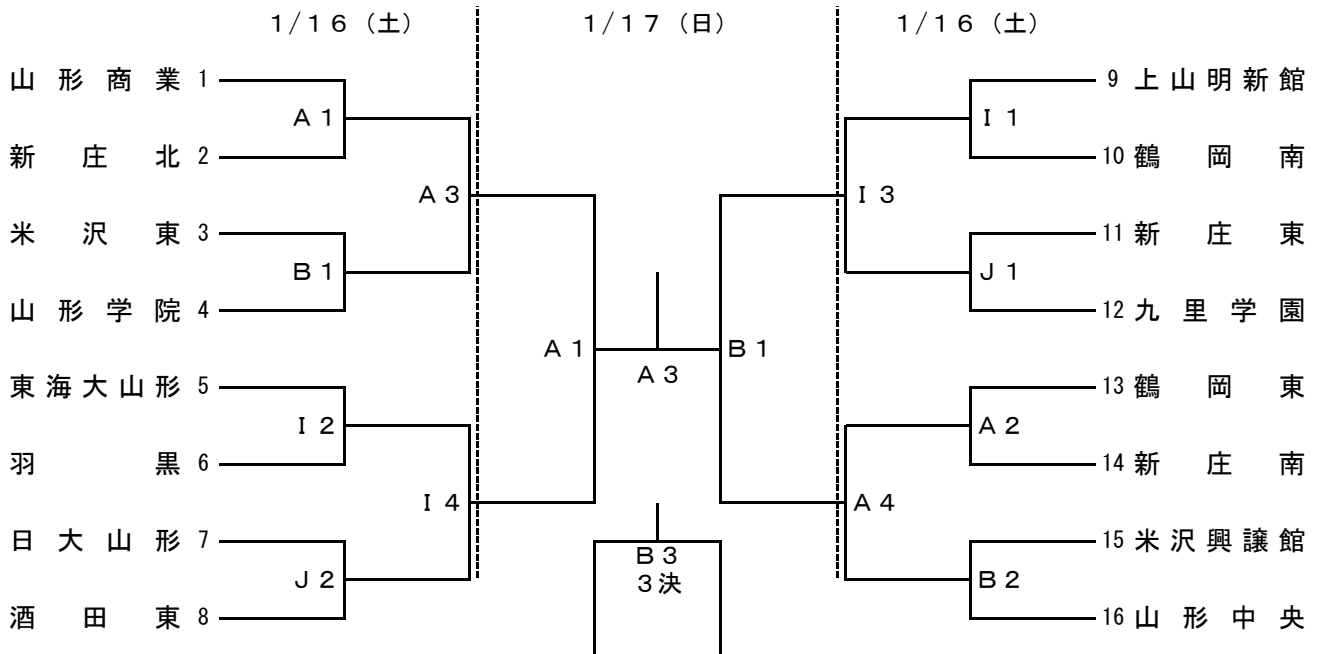 1/16（土） 1/17（日） 1/16（土）
山形商業 1 9 上山明新館
A1 I1
新庄北 2 10 鶴岡南
A3 I3
米沢東 3 11 新庄東
B1 J1
山形学院 4 12 九里学園
A1 B1
A3
東海大山形 5 13 鶴岡東
I2 A2
羽黒 6 14 新庄南
I4 A4
日大山形 7 15 米沢興譲館
B3
3決
J2 B2
酒田東 8 16 山形中央